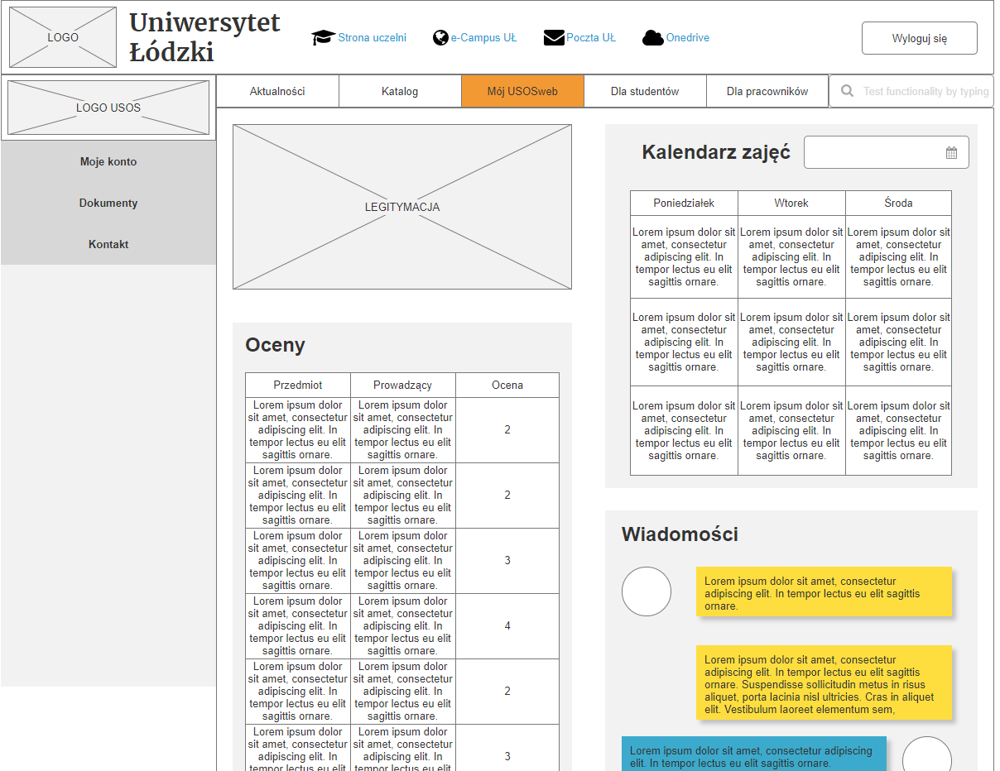 LOGO
Uniwersytet
Łódzki
Strona uczelni
e-Campus UŁ
Poczta UŁ
Onedrive
Wyloguj się
LOGO USOS
Aktualności
Katalog
Mój USOSweb
Dla studentów
Dla pracowników
Test functionality by typing
Moje konto
Dokumenty
Kontakt
LEGITYMACJA
Oceny
Przedmiot
Prowadzący
Ocena
Lorem ipsum dolor
sit amet, consectetur
adipiscing elit. In
tempor lectus eu elit
sagittis ornare.
Lorem ipsum dolor
sit amet, consectetur
adipiscing elit. In
tempor lectus eu elit
sagittis ornare.
2
Lorem ipsum dolor
sit amet, consectetur
adipiscing elit. In
tempor lectus eu elit
sagittis ornare.
Lorem ipsum dolor
sit amet, consectetur
adipiscing elit. In
tempor lectus eu elit
sagittis ornare.
2
Lorem ipsum dolor
sit amet, consectetur
adipiscing elit. In
tempor lectus eu elit
sagittis ornare.
Lorem ipsum dolor
sit amet, consectetur
adipiscing elit. In
tempor lectus eu elit
sagittis ornare.
3
Lorem ipsum dolor
sit amet, consectetur
adipiscing elit. In
tempor lectus eu elit
sagittis ornare.
Lorem ipsum dolor
sit amet, consectetur
adipiscing elit. In
tempor lectus eu elit
sagittis ornare.
4
Lorem ipsum dolor
sit amet, consectetur
adipiscing elit. In
tempor lectus eu elit
sagittis ornare.
Lorem ipsum dolor
sit amet, consectetur
adipiscing elit. In
tempor lectus eu elit
sagittis ornare.
2
Lorem ipsum dolor
sit amet, consectetur
adipiscing elit. In
tempor lectus eu elit
Lorem ipsum dolor
sit amet, consectetur
adipiscing elit. In
tempor lectus eu elit
3
Kalendarz zajęć
Poniedziałek
Wtorek
Środa
Lorem ipsum dolor sit
amet, consectetur
adipiscing elit. In
tempor lectus eu elit
sagittis ornare.
Lorem ipsum dolor sit
amet, consectetur
adipiscing elit. In
tempor lectus eu elit
sagittis ornare.
Lorem ipsum dolor sit
amet, consectetur
adipiscing elit. In
tempor lectus eu elit
sagittis ornare.
Lorem ipsum dolor sit
amet, consectetur
adipiscing elit. In
tempor lectus eu elit
sagittis ornare.
Lorem ipsum dolor sit
amet, consectetur
adipiscing elit. In
tempor lectus eu elit
sagittis ornare.
Lorem ipsum dolor sit
amet, consectetur
adipiscing elit. In
tempor lectus eu elit
sagittis ornare.
Lorem ipsum dolor sit
amet, consectetur
adipiscing elit. In
tempor lectus eu elit
sagittis ornare.
Lorem ipsum dolor sit
amet, consectetur
adipiscing elit. In
tempor lectus eu elit
sagittis ornare.
Lorem ipsum dolor sit
amet, consectetur
adipiscing elit. In
tempor lectus eu elit
sagittis ornare.
Wiadomości
Lorem ipsum dolor sit amet, consectetur
adipiscing elit. In tempor lectus eu elit sagittis
ornare.
Lorem ipsum dolor sit amet, consectetur
adipiscing elit. In tempor lectus eu elit sagittis
ornare. Suspendisse sollicitudin metus in risus
aliquet, porta lacinia nisl ultricies. Cras in aliquet
elit. Vestibulum laoreet elementum sem,
Lorem ipsum dolor sit amet, consectetur adipiscing
elit. In tempor lectus eu elit sagittis ornare.